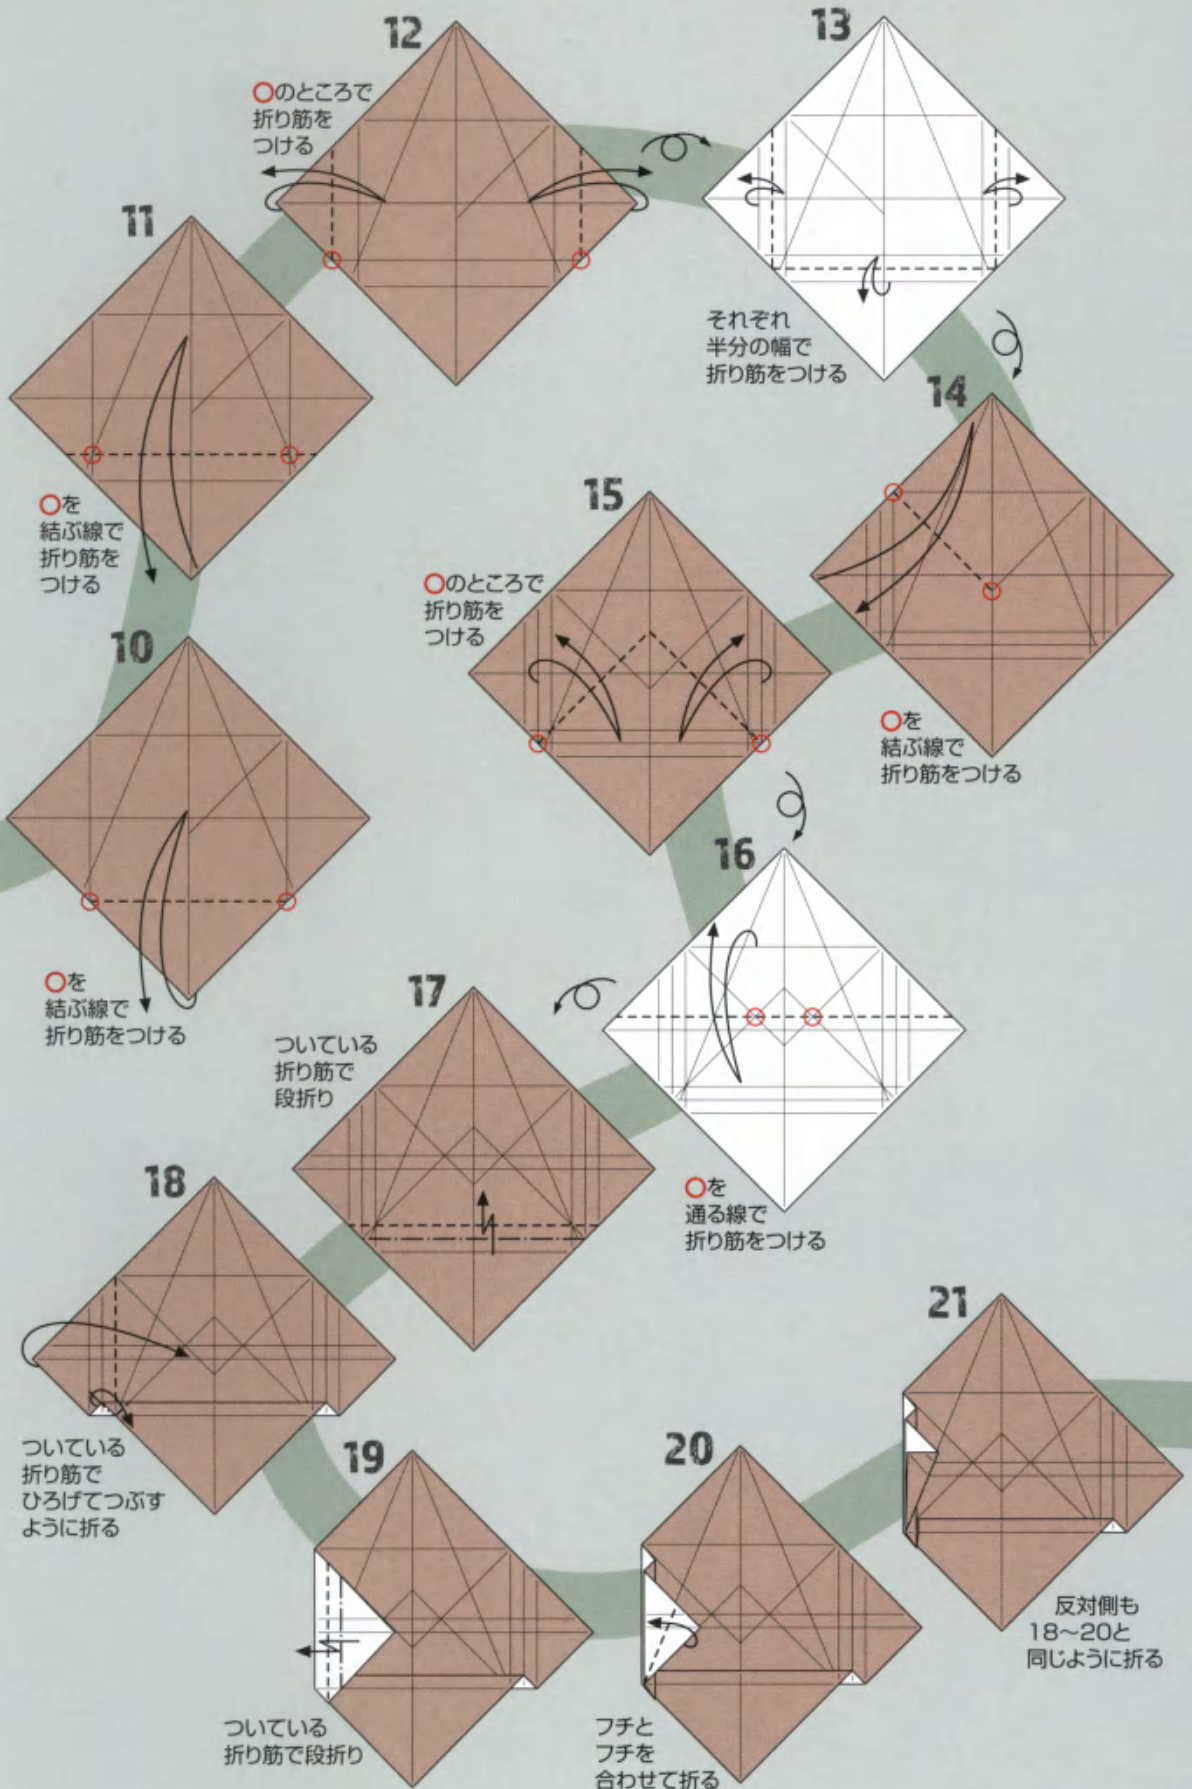 10
○を
結ぶ線で
折り筋をつける
11
○を
結ぶ線で
折り筋を
つける
12
○のところで
折り筋を
つける
13
それぞれ
半分の幅で
折り筋をつける
14
○を
結ぶ線で
折り筋をつける
15
○のところで
折り筋を
つける
16
○を
通る線で
折り筋をつける
17
ついている
折り筋で
段折り
18
ついている
折り筋で
ひろげてつぶす
ように折る
19
ついている
折り筋で段折り
20
フチと
フチを
合わせて折る
21
反対側も
18〜20と
同じように折る